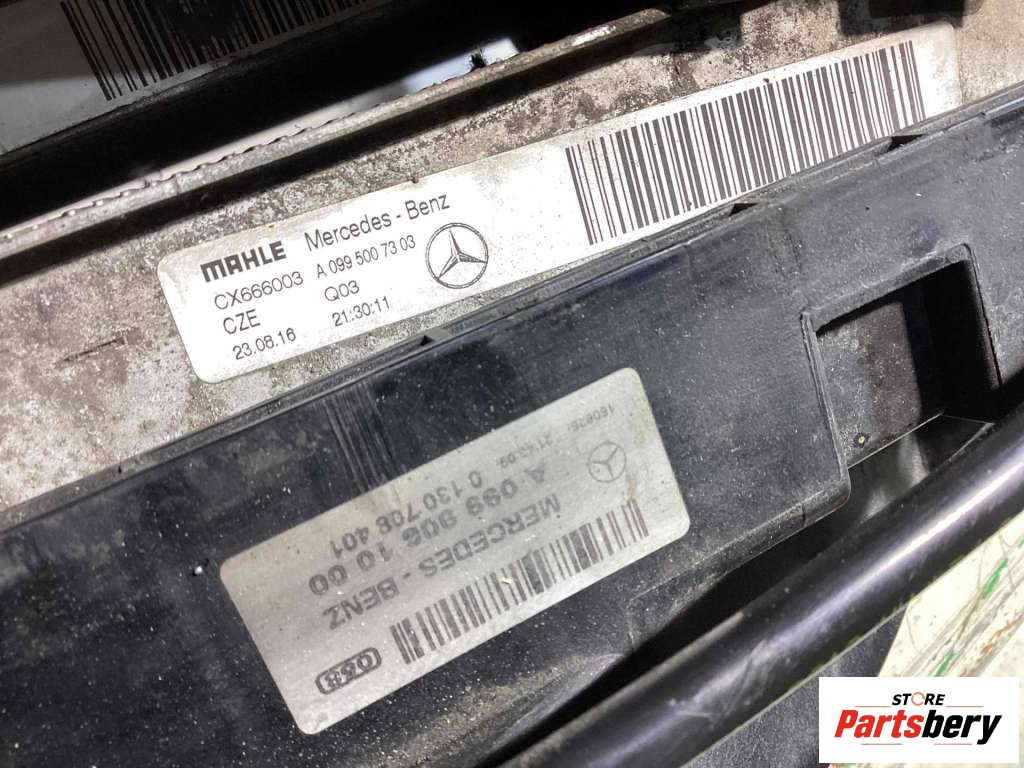 MAHLE Mercedes - Benz
CX666003 A 099 500 73 03
CZE Q03
23.08.16 21:30:11
MERCEDES - BENZ
A 099 906 10 00
0 130 708 401
STORE
Partsbery